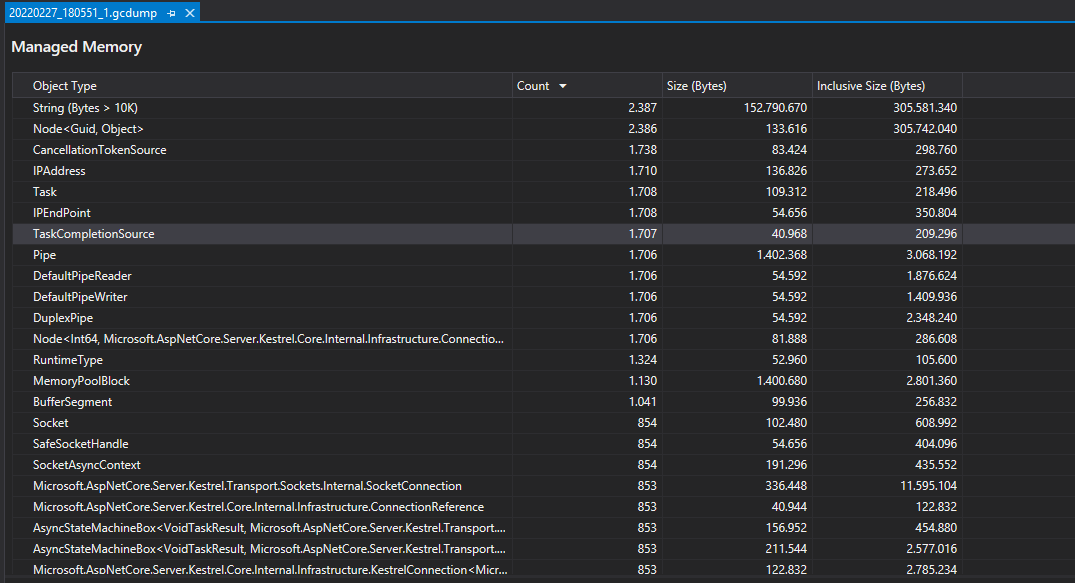 20220227_180551_1.gcdump
Managed Memory
Object Type Count Size (Bytes) Inclusive Size (Bytes)
String (Bytes > 10K) 2.387 152.790.670 305.581.340
Node<Guid, Object> 2.386 133.616 305.742.040
CancellationTokenSource 1.738 83.424 298.760
IPAddress 1.710 136.826 273.652
Task 1.708 109.312 218.496
IPEndPoint 1.708 54.656 350.804
TaskCompletionSource 1.707 40.968 209.296
Pipe 1.706 1.402.368 3.068.192
DefaultPipeReader 1.706 54.592 1.876.624
DefaultPipeWriter 1.706 54.592 1.409.936
DuplexPipe 1.706 54.592 2.348.240
Node<Int64, Microsoft.AspNetCore.Server.Kestrel.Core.Internal.Infrastructure.Connectio... 1.706 81.888 286.608
RuntimeType 1.324 52.960 105.600
MemoryPoolBlock 1.130 1.400.680 2.801.360
BufferSegment 1.041 99.936 256.832
Socket 854 102.480 608.992
SafeSocketHandle 854 54.656 404.096
SocketAsyncContext 854 191.296 435.552
Microsoft.AspNetCore.Server.Kestrel.Transport.Sockets.Internal.SocketConnection 853 336.448 11.595.104
Microsoft.AspNetCore.Server.Kestrel.Core.Internal.Infrastructure.ConnectionReference 853 40.944 122.832
AsyncStateMachineBox<VoidTaskResult, Microsoft.AspNetCore.Server.Kestrel.Transport.... 853 156.952 454.880
AsyncStateMachineBox<VoidTaskResult, Microsoft.AspNetCore.Server.Kestrel.Transport.... 853 211.544 2.577.016
Microsoft.AspNetCore.Server.Kestrel.Core.Internal.Infrastructure.KestrelConnection<Micr... 853 122.832 2.785.234